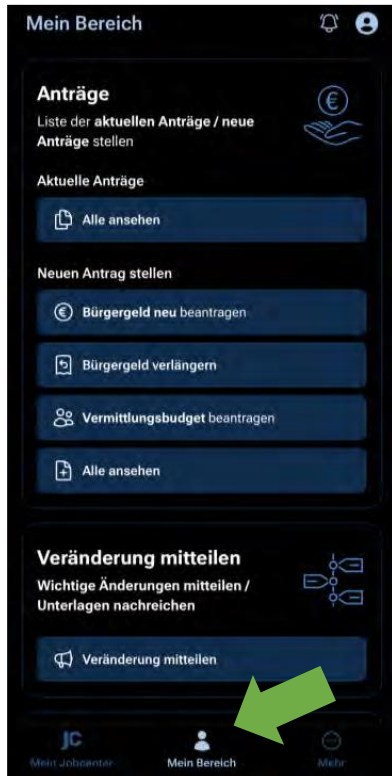 Mein Bereich
Anträge
Liste der aktuellen Anträge / neue
Anträge stellen
Aktuelle Anträge
Alle ansehen
Neuen Antrag stellen
Bürgergeld neu beantragen
Bürgergeld verlängern
Vermittlungsbudget beantragen
Alle ansehen
Veränderung mitteilen
Wichtige Änderungen mitteilen /
Unterlagen nachreichen
Veränderung mitteilen
JC
Mein Jobcenter Mein Bereich Mehr